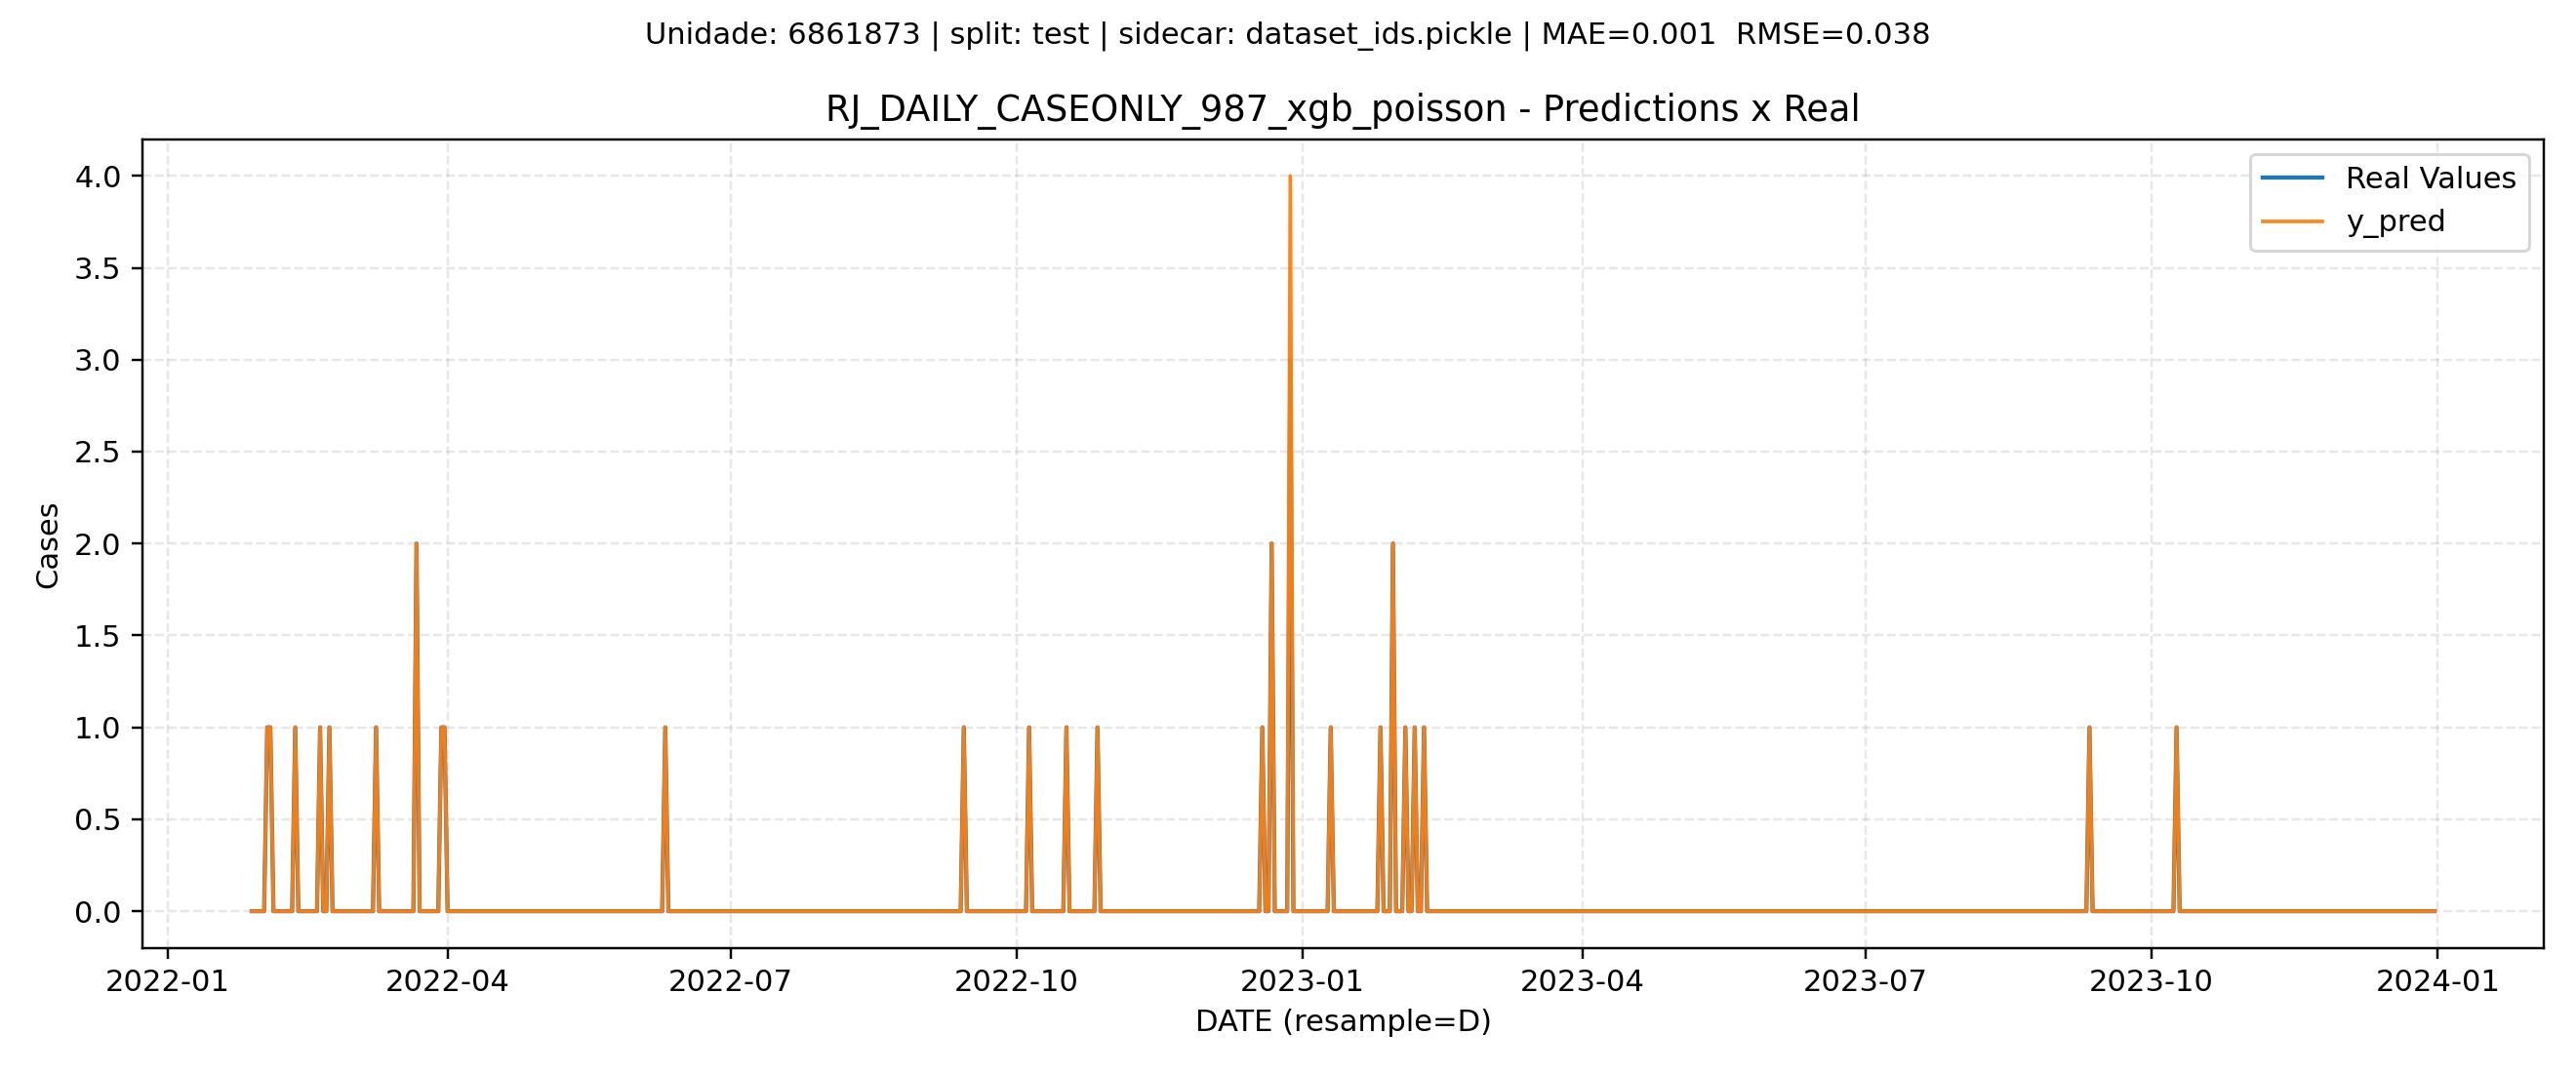 Unidade: 6861873 | split: test | sidecar: dataset_ids.pickle | MAE=0.001  RMSE=0.038
RJ_DAILY_CASEONLY_987_xgb_poisson - Predictions x Real
Real Values
y_pred
Cases
4.0
3.5
3.0
2.5
2.0
1.5
1.0
0.5
0.0
2022-01 2022-04 2022-07 2022-10 2023-01 2023-04 2023-07 2023-10 2024-01
DATE (resample=D)